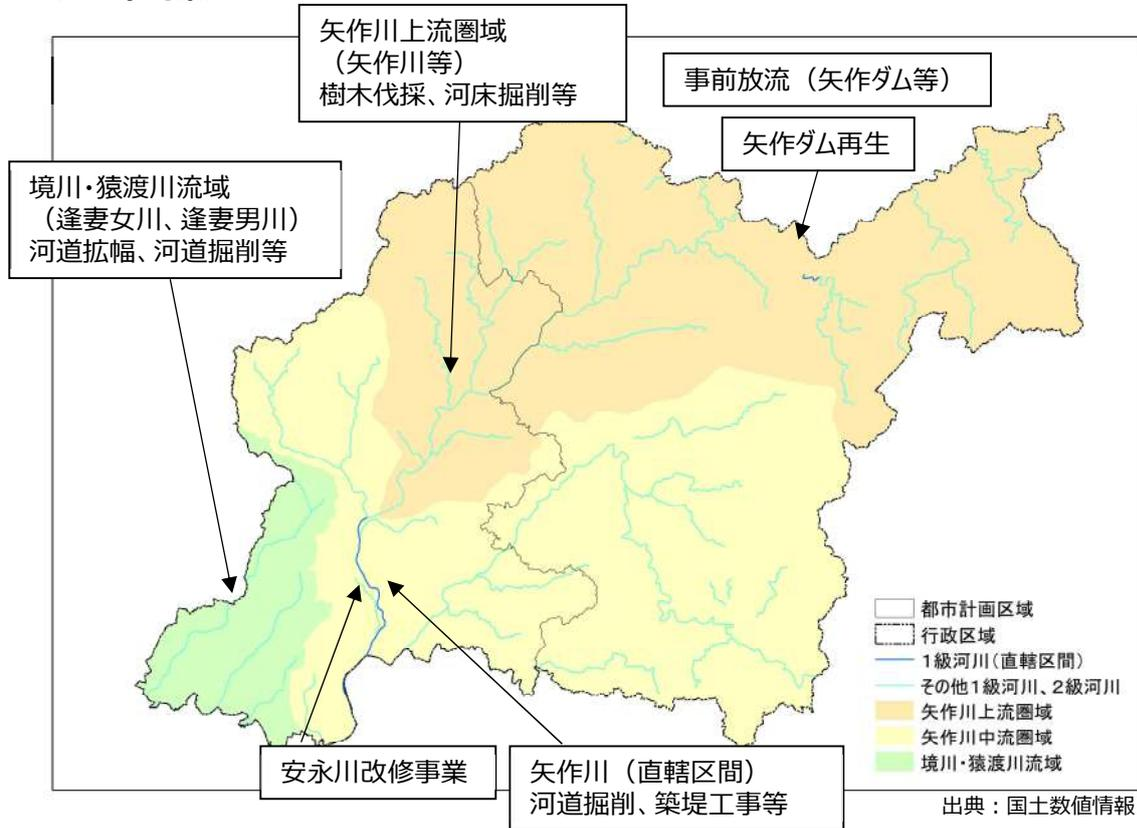 矢作川上流圏域
（矢作川等）
樹木伐採、河床掘削等
事前放流（矢作ダム等）
矢作ダム再生
境川・猿渡川流域
（逢妻女川、逢妻男川）
河道拡幅、河道掘削等
都市計画区域
行政区域
1級河川(直轄区間)
その他1級河川、2級河川
矢作川上流圏域
矢作川中流圏域
境川・猿渡川流域
安永川改修事業
矢作川（直轄区間）
河道掘削、築堤工事等
出典：国土数値情報